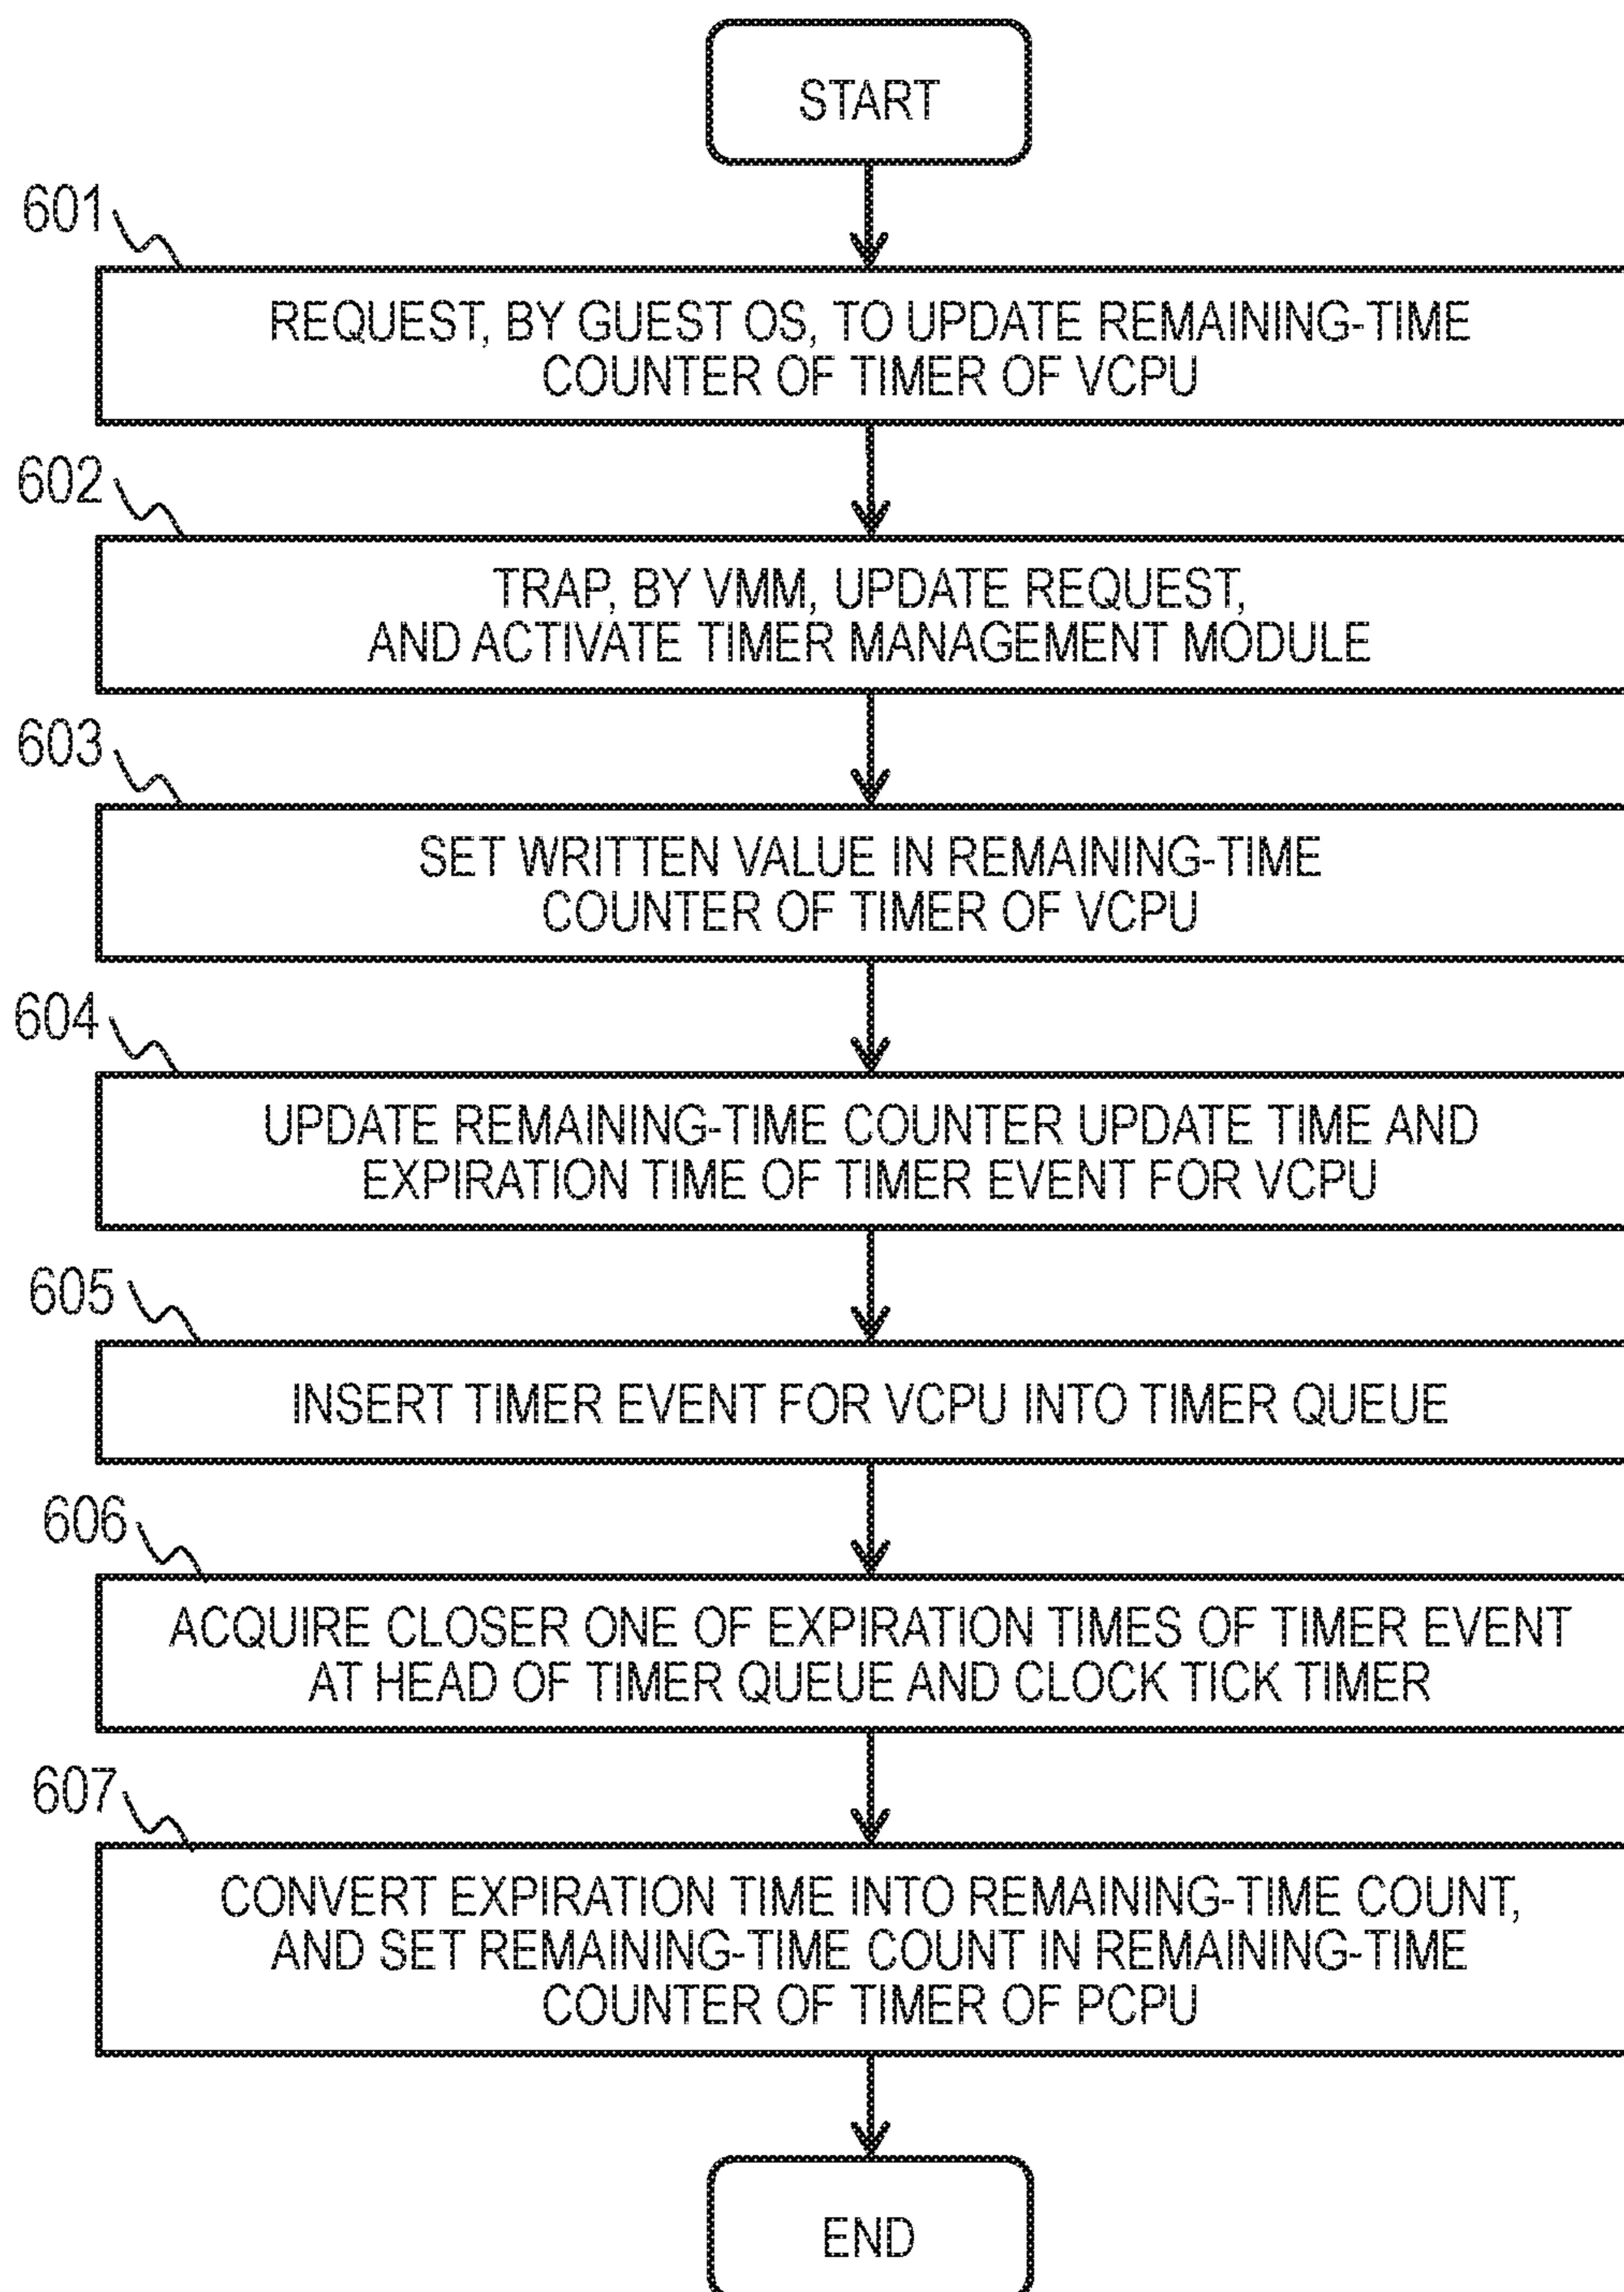 START
601
REQUEST, BY GUEST OS, TO UPDATE REMAINING-TIME
COUNTER OF TIMER OF VCPU
602
TRAP, BY VMM, UPDATE REQUEST,
AND ACTIVATE TIMER MANAGEMENT MODULE
603
SET WRITTEN VALUE IN REMAINING-TIME
COUNTER OF TIMER OF VCPU
604
UPDATE REMAINING-TIME COUNTER UPDATE TIME AND
EXPIRATION TIME OF TIMER EVENT FOR VCPU
605
INSERT TIMER EVENT FOR VCPU INTO TIMER QUEUE
606
ACQUIRE CLOSER ONE OF EXPIRATION TIMES OF TIMER EVENT
AT HEAD OF TIMER QUEUE AND CLOCK TICK TIMER
607
CONVERT EXPIRATION TIME INTO REMAINING-TIME COUNT,
AND SET REMAINING-TIME COUNT IN REMAINING-TIME
COUNTER OF TIMER OF PCPU
END